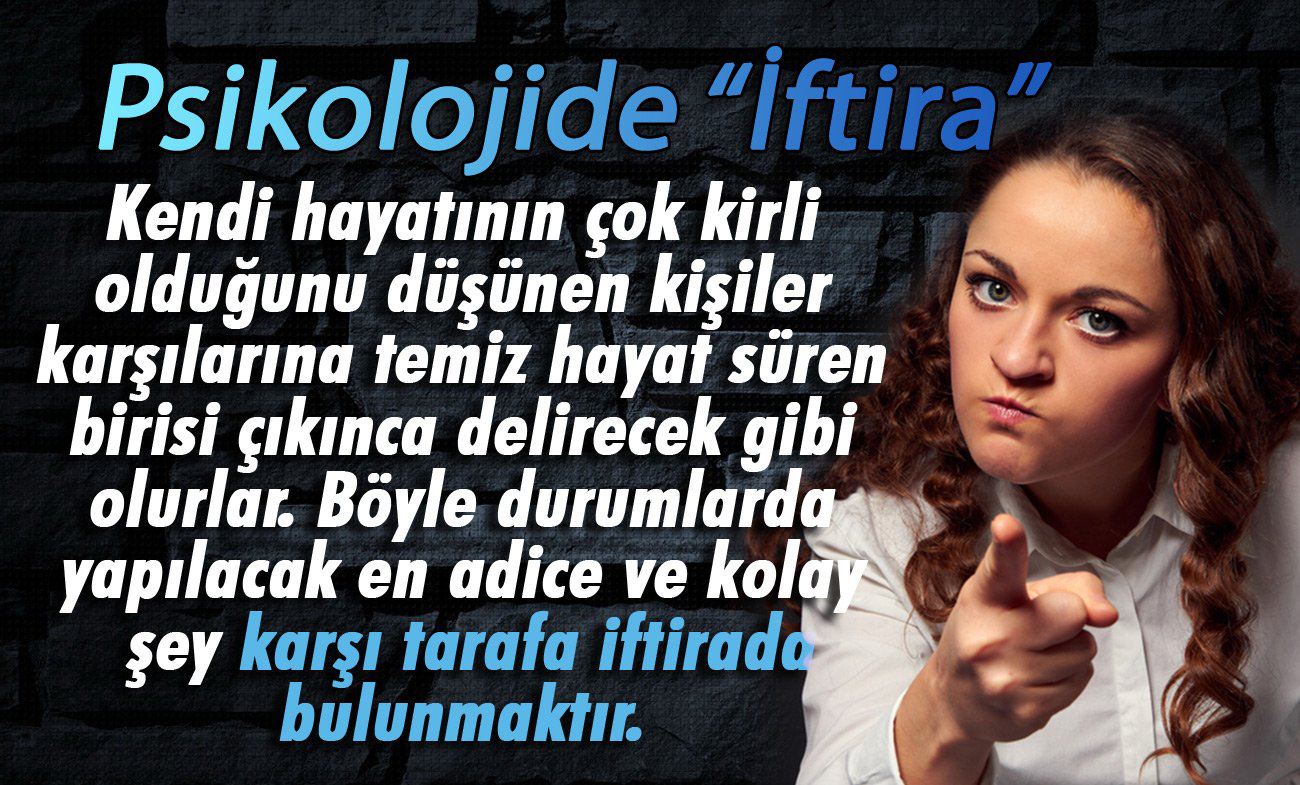 Psikolojide “İftira”
Kendi hayatının çok kirli
olduğunu düşünen kişiler
karşılarına temiz hayat süren
birisi çıkınca delirecek gibi
olurlar. Böyle durumlarda
yapılacak en adice ve kolay
şey karşı tarafa iftirada
bulunmaktır.